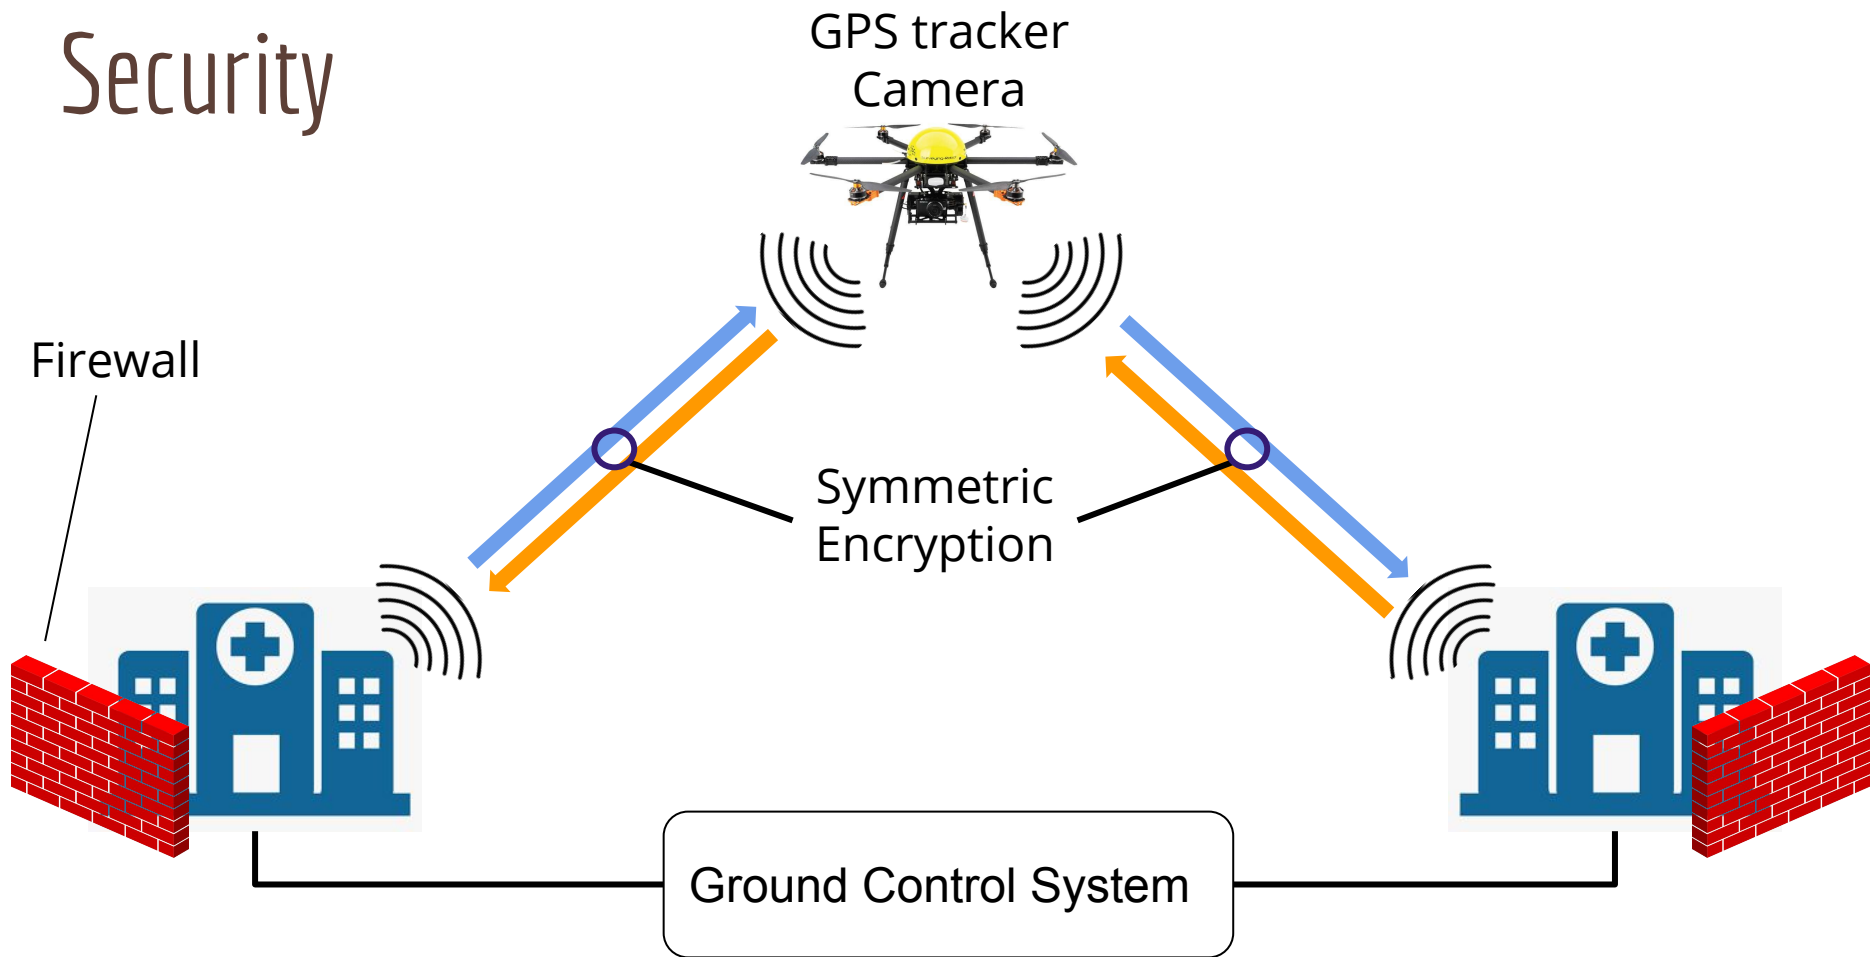 Security
GPS tracker
Camera
Firewall
Symmetric
Encryption
Ground Control System